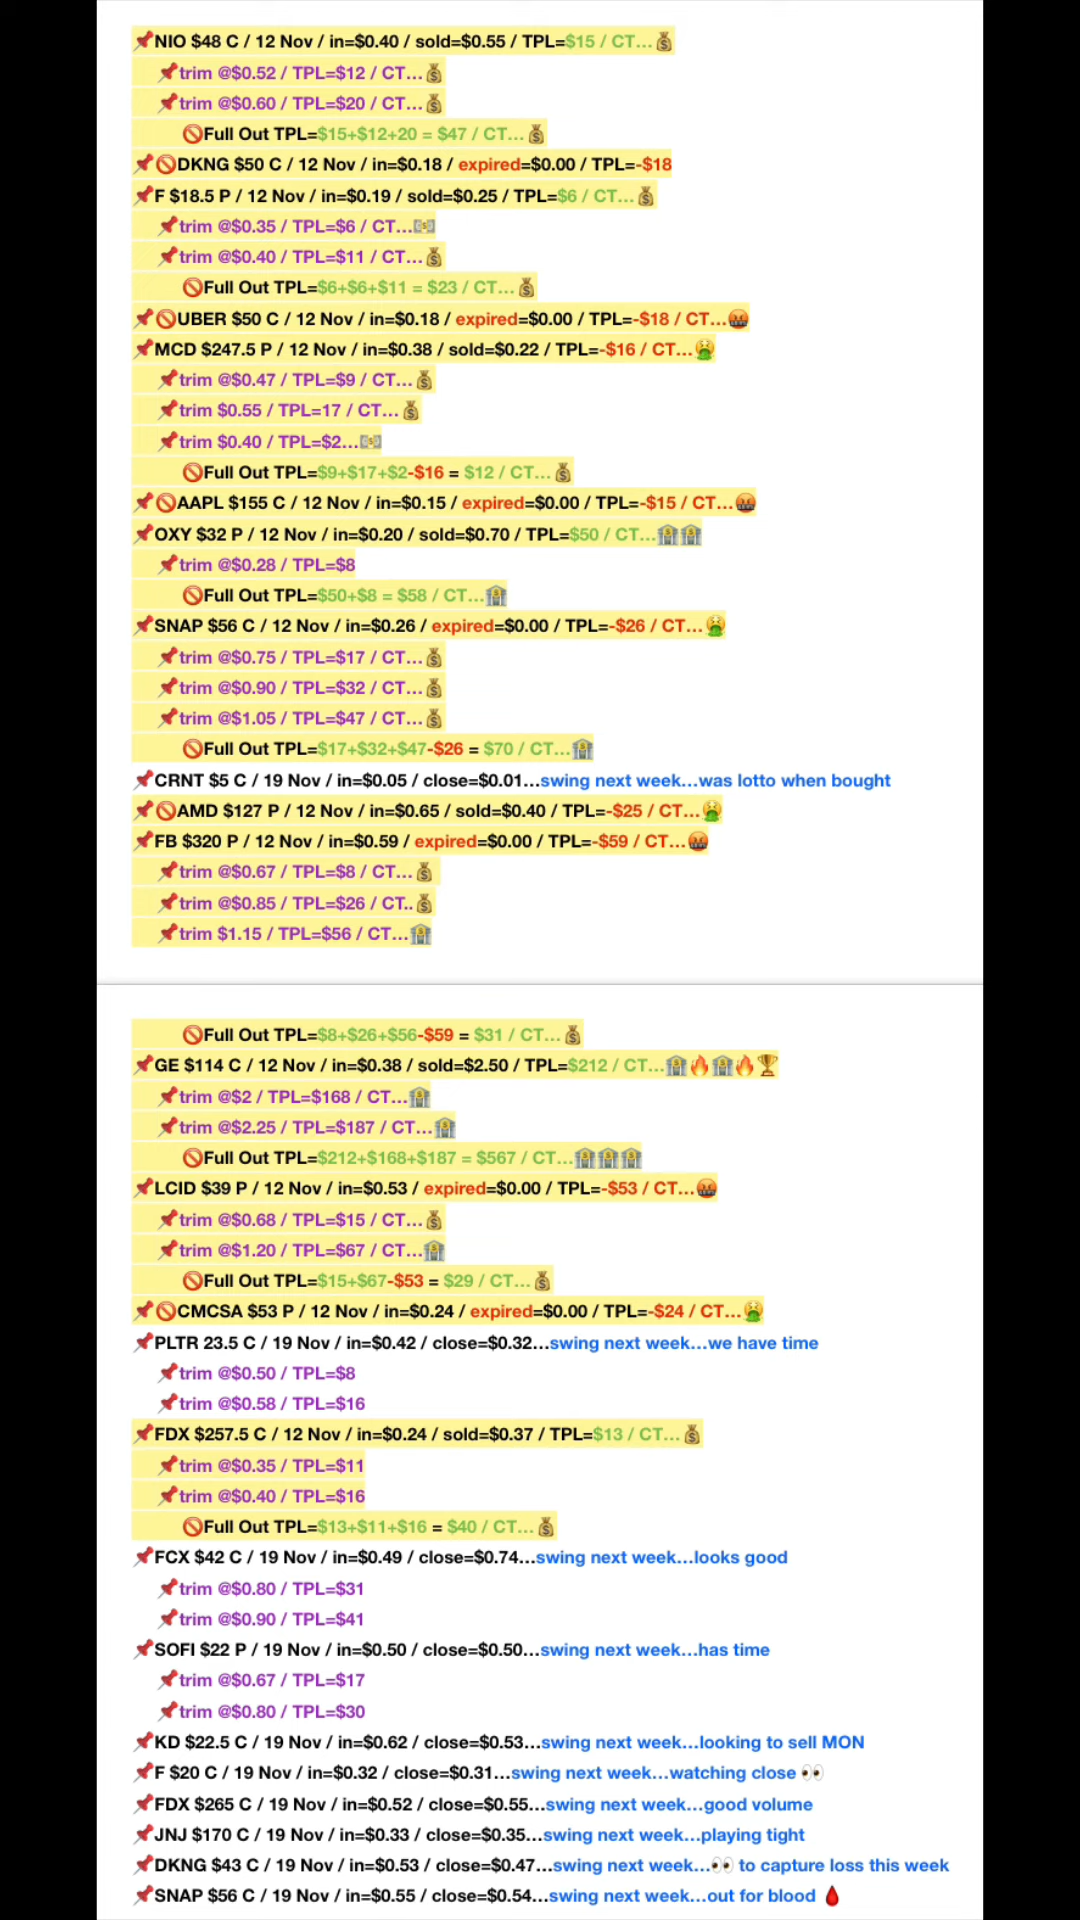 📌NIO $48 C / 12 Nov / in=$0.40 / sold=$0.55 / TPL=$15 / CT...💰
📌trim @$0.52 / TPL=$12 / CT...💰
📌trim @$0.60 / TPL=$20 / CT...💰
🚫Full Out TPL=$15+$12+20 = $47 / CT...💰
📌🚫DKNG $50 C / 12 Nov / in=$0.18 / expired=$0.00 / TPL=-$18
📌F $18.5 P / 12 Nov / in=$0.19 / sold=$0.25 / TPL=$6 / CT...💰
📌trim @$0.35 / TPL=$6 / CT...💵
📌trim @$0.40 / TPL=$11 / CT...💰
🚫Full Out TPL=$6+$6+$11 = $23 / CT...💰
📌🚫UBER $50 C / 12 Nov / in=$0.18 / expired=$0.00 / TPL=-$18 / CT...🤬
📌MCD $247.5 P / 12 Nov / in=$0.38 / sold=$0.22 / TPL=-$16 / CT...🤮
📌trim @$0.47 / TPL=$9 / CT...💰
📌trim $0.55 / TPL=17 / CT...💰
📌trim $0.40 / TPL=$2...💵
🚫Full Out TPL=$9+$17+$2-$16 = $12 / CT...💰
📌🚫AAPL $155 C / 12 Nov / in=$0.15 / expired=$0.00 / TPL=-$15 / CT...🤬
📌OXY $32 P / 12 Nov / in=$0.20 / sold=$0.70 / TPL=$50 / CT...🏦🏦
📌trim @$0.28 / TPL=$8
🚫Full Out TPL=$50+$8 = $58 / CT...🏦
📌SNAP $56 C / 12 Nov / in=$0.26 / expired=$0.00 / TPL=-$26 / CT...🤮
📌trim @$0.75 / TPL=$17 / CT...💰
📌trim @$0.90 / TPL=$32 / CT...💰
📌trim @$1.05 / TPL=$47 / CT...💰
🚫Full Out TPL=$17+$32+$47-$26 = $70 / CT...🏦
📌CRNT $5 C / 19 Nov / in=$0.05 / close=$0.01...swing next week...was lotto when bought
📌🚫AMD $127 P / 12 Nov / in=$0.65 / sold=$0.40 / TPL=-$25 / CT...🤮
📌FB $320 P / 12 Nov / in=$0.59 / expired=$0.00 / TPL=-$59 / CT...🤬
📌trim @$0.67 / TPL=$8 / CT...💰
📌trim @$0.85 / TPL=$26 / CT..💰
📌trim $1.15 / TPL=$56 / CT...🏦
🚫Full Out TPL=$8+$26+$56-$59 = $31 / CT...💰
📌GE $114 C / 12 Nov / in=$0.38 / sold=$2.50 / TPL=$212 / CT...🏦🔥🏦🔥🏆
📌trim @$2 / TPL=$168 / CT...🏦
📌trim @$2.25 / TPL=$187 / CT...🏦
🚫Full Out TPL=$212+$168+$187 = $567 / CT...🏦🏦🏦
📌LCID $39 P / 12 Nov / in=$0.53 / expired=$0.00 / TPL=-$53 / CT...🤬
📌trim @$0.68 / TPL=$15 / CT...💰
📌trim @$1.20 / TPL=$67 / CT...🏦
🚫Full Out TPL=$15+$67-$53 = $29 / CT...💰
📌🚫CMCSA $53 P / 12 Nov / in=$0.24 / expired=$0.00 / TPL=-$24 / CT...🤮
📌PLTR 23.5 C / 19 Nov / in=$0.42 / close=$0.32...swing next week...we have time
📌trim @$0.50 / TPL=$8
📌trim @$0.58 / TPL=$16
📌FDX $257.5 C / 12 Nov / in=$0.24 / sold=$0.37 / TPL=$13 / CT...💰
📌trim @$0.35 / TPL=$11
📌trim @$0.40 / TPL=$16
🚫Full Out TPL=$13+$11+$16 = $40 / CT...💰
📌FCX $42 C / 19 Nov / in=$0.49 / close=$0.74...swing next week...looks good
📌trim @$0.80 / TPL=$31
📌trim @$0.90 / TPL=$41
📌SOFI $22 P / 19 Nov / in=$0.50 / close=$0.50...swing next week...has time
📌trim @$0.67 / TPL=$17
📌trim @$0.80 / TPL=$30
📌KD $22.5 C / 19 Nov / in=$0.62 / close=$0.53...swing next week...looking to sell MON
📌F $20 C / 19 Nov / in=$0.32 / close=$0.31...swing next week...watching close 👀
📌FDX $265 C / 19 Nov / in=$0.52 / close=$0.55...swing next week...good volume
📌JNJ $170 C / 19 Nov / in=$0.33 / close=$0.35...swing next week...playing tight
📌DKNG $43 C / 19 Nov / in=$0.53 / close=$0.47...swing next week...👀 to capture loss this week
📌SNAP $56 C / 19 Nov / in=$0.55 / close=$0.54...swing next week...out for blood 🩸